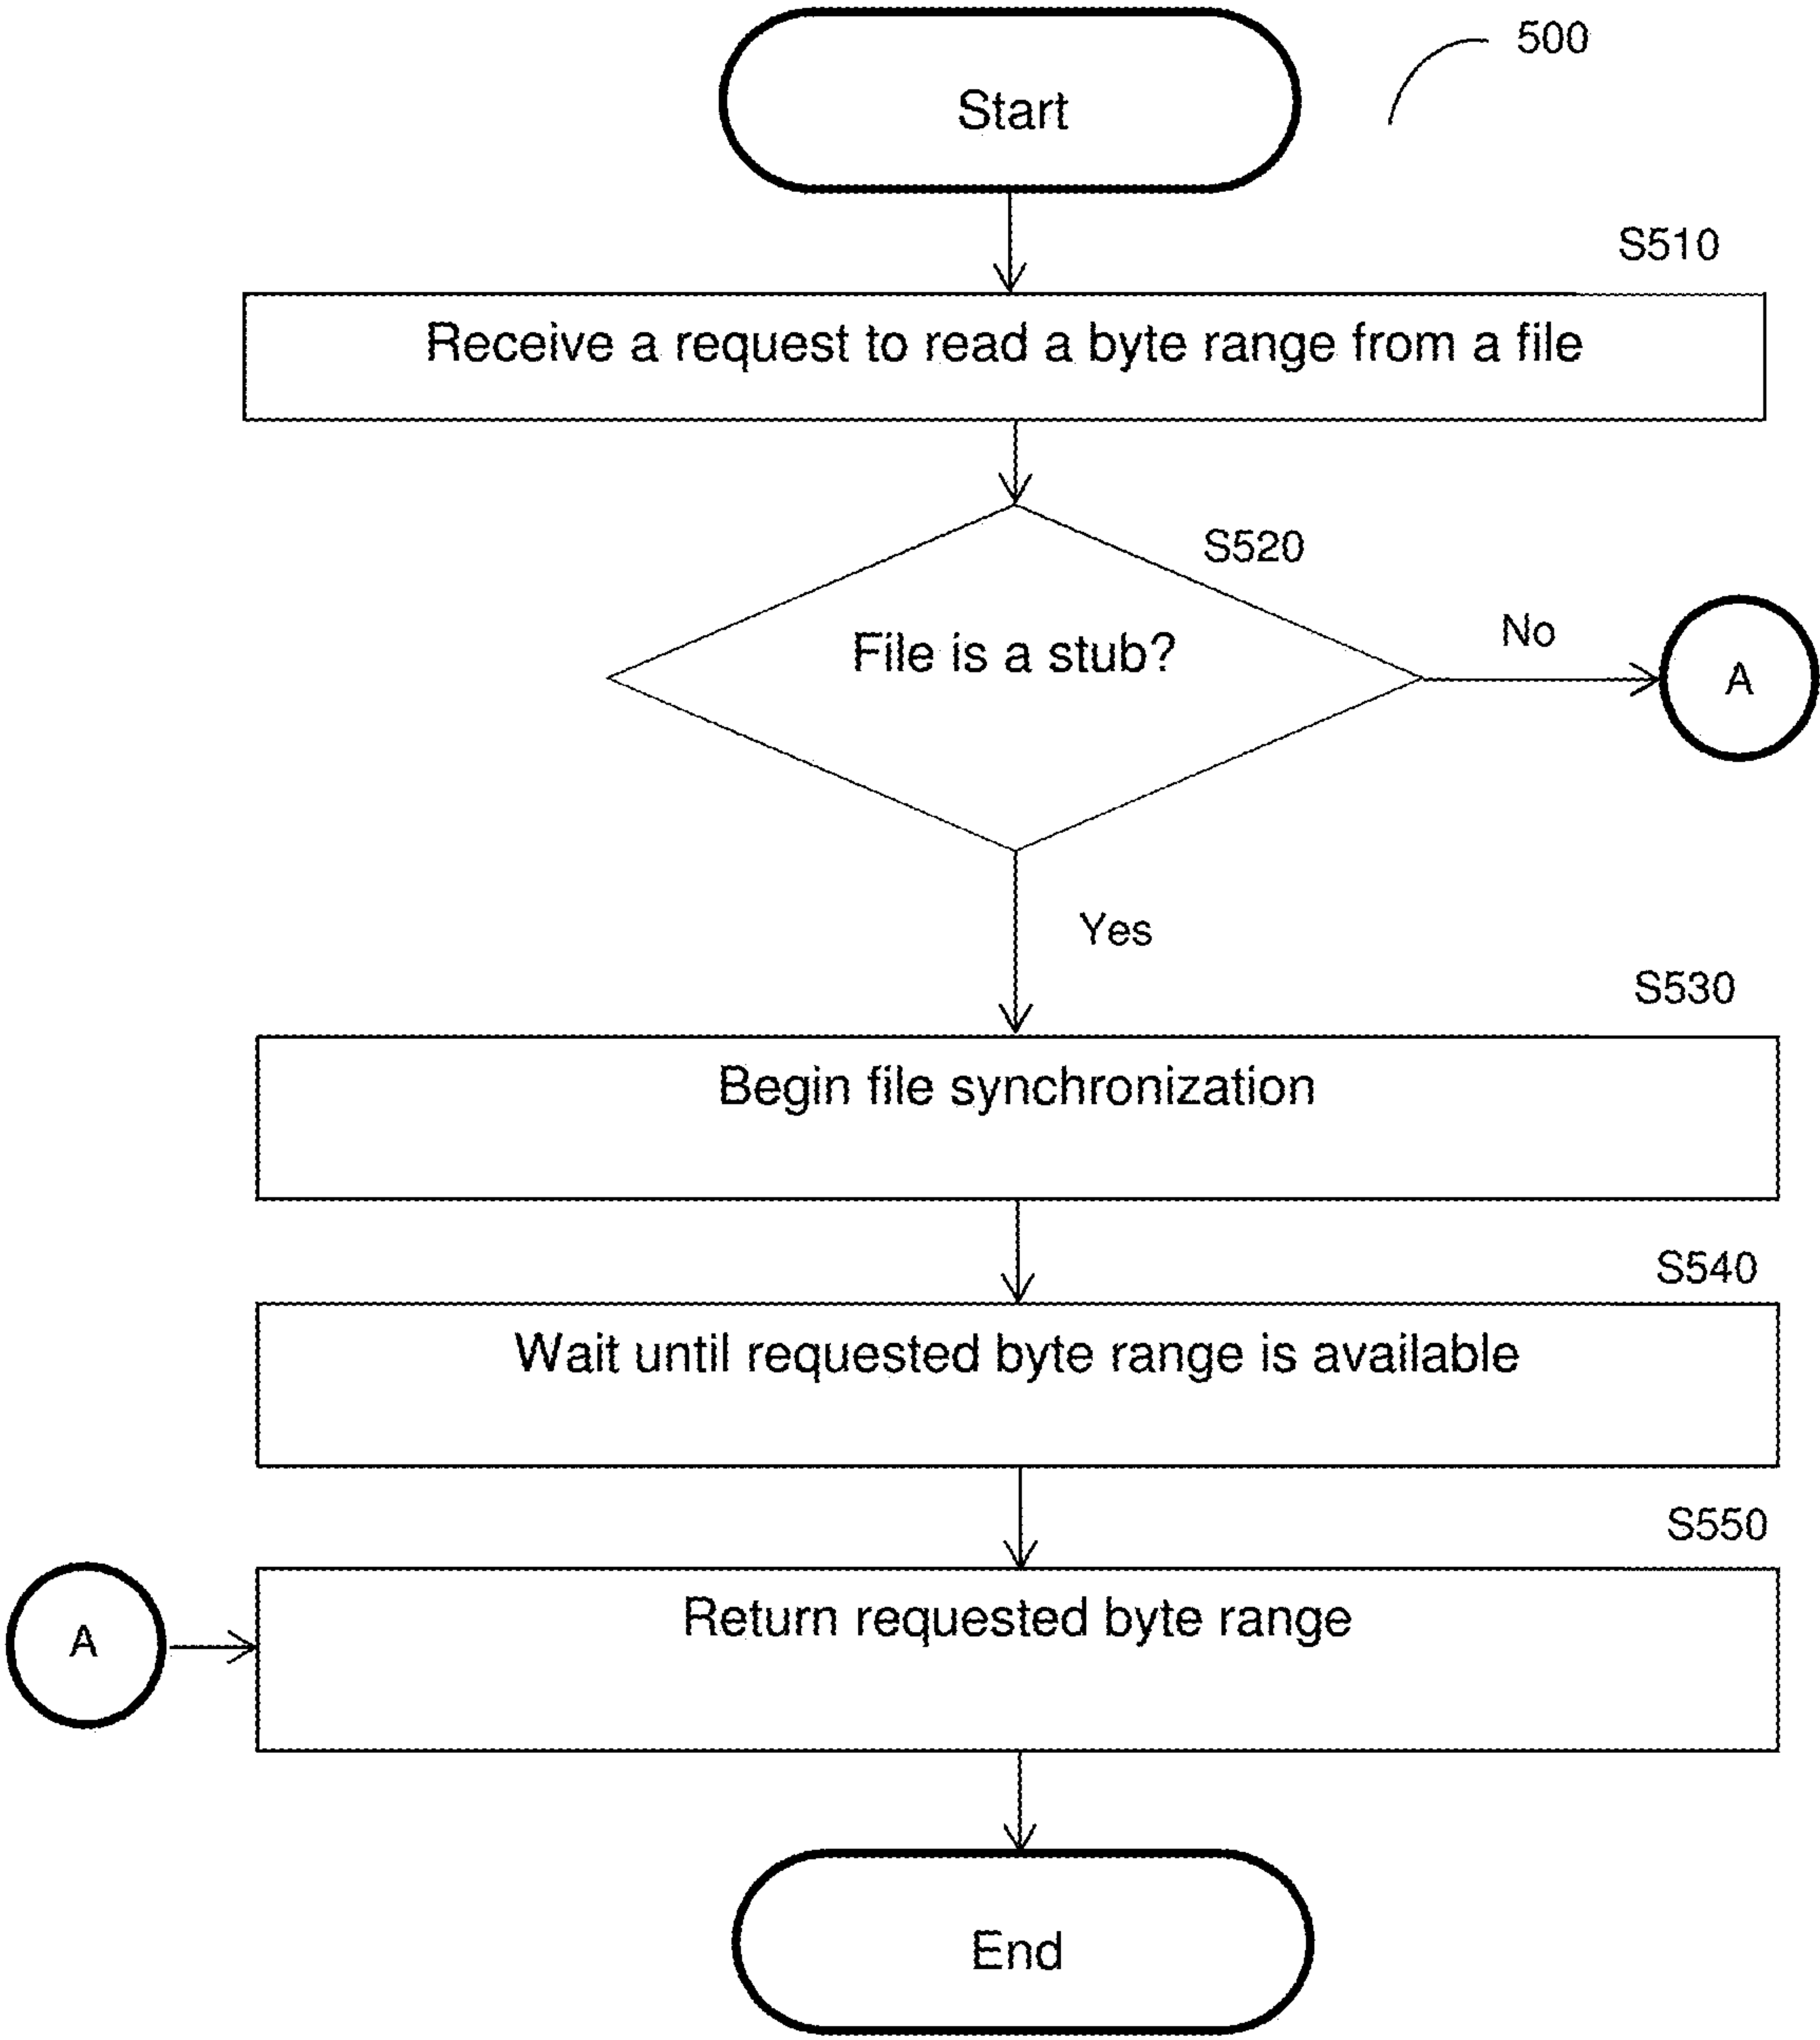 Start
500
S510
Receive a request to read a byte range from a file
S520
File is a stub?
No
A
Yes
S530
Begin file synchronization
S540
Wait until requested byte range is available
S550
Return requested byte range
A
End